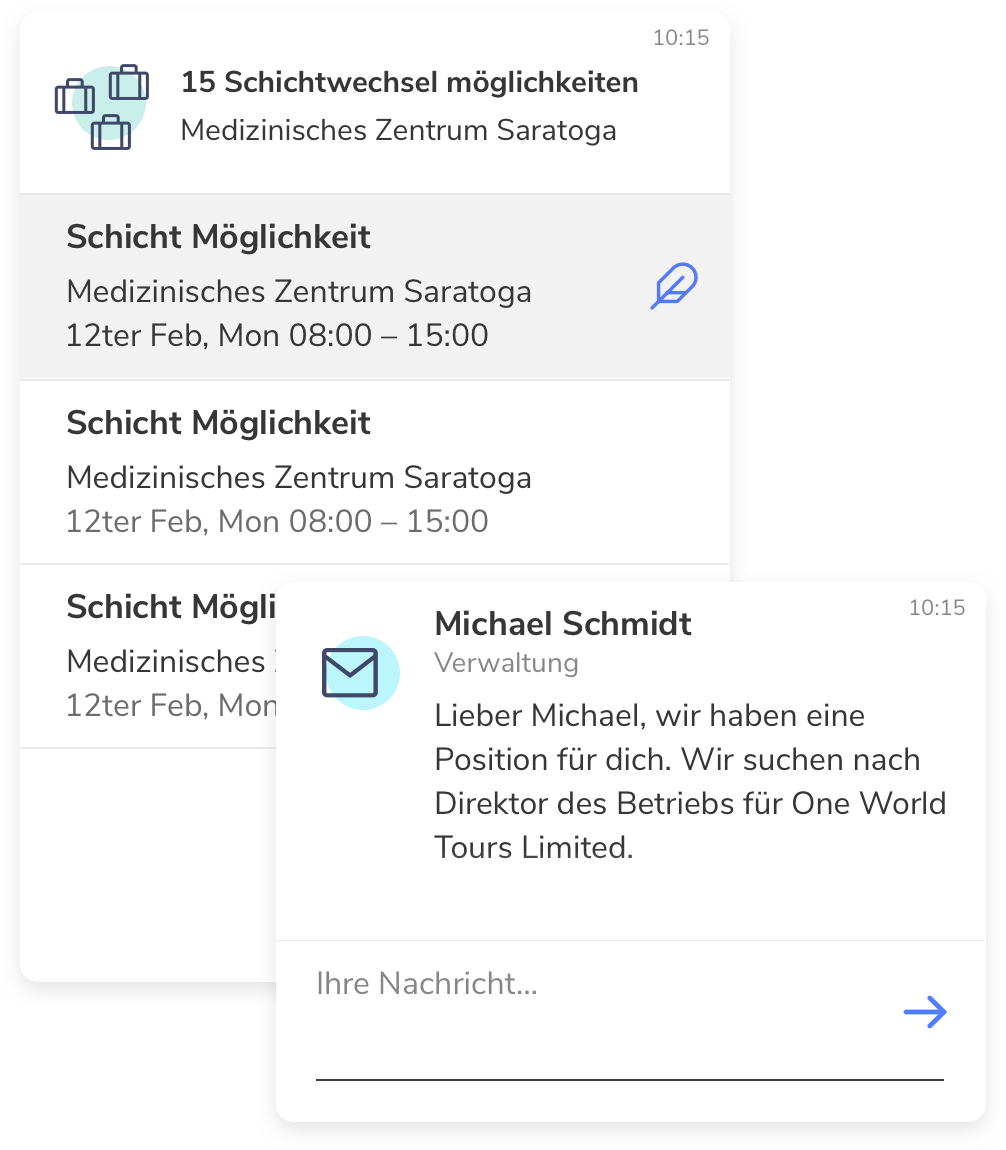 10:15
15 Schichtwechsel möglichkeiten
Medizinisches Zentrum Saratoga
Schicht Möglichkeit
Medizinisches Zentrum Saratoga
12ter Feb, Mon 08:00 – 15:00
Schicht Möglichkeit
Medizinisches Zentrum Saratoga
12ter Feb, Mon 08:00 – 15:00
Schicht Mögli
Medizinisches
12ter Feb, Mon
10:15
Michael Schmidt
Verwaltung
Lieber Michael, wir haben eine
Position für dich. Wir suchen nach
Direktor des Betriebs für One World
Tours Limited.
Ihre Nachricht...